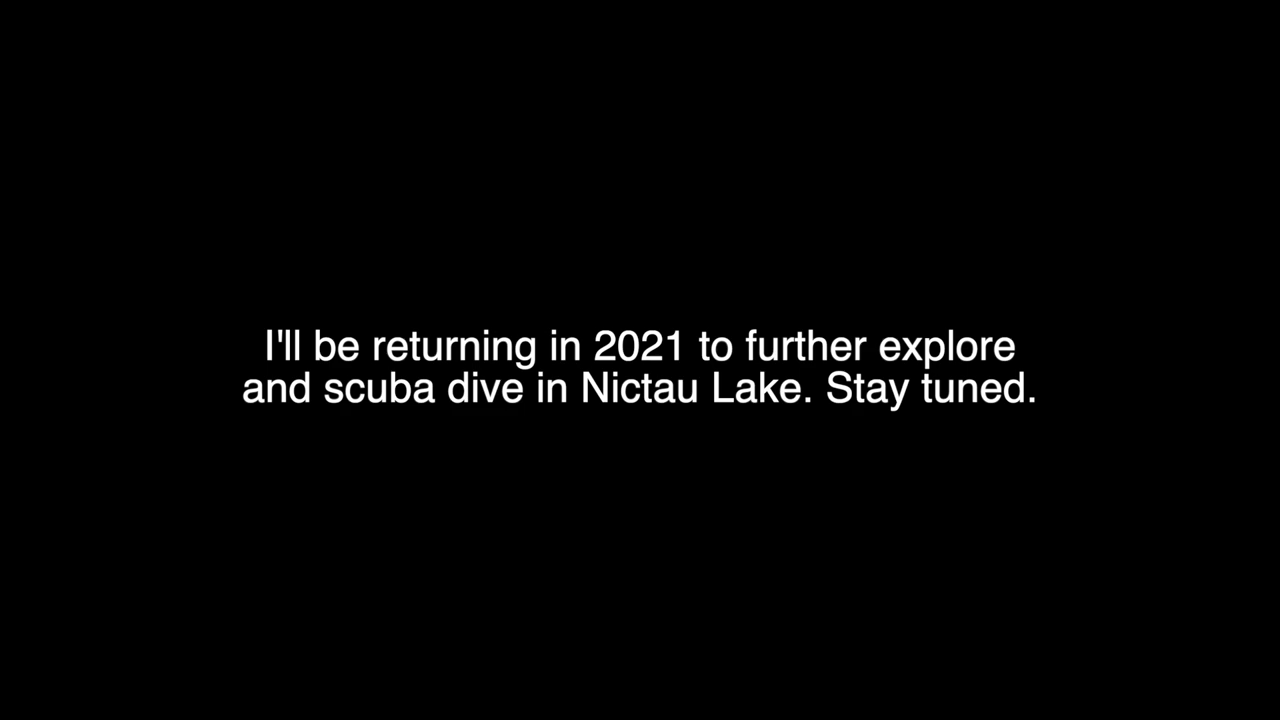 I'll be returning in 2021 to further explore
and scuba dive in Nictau Lake. Stay tuned.